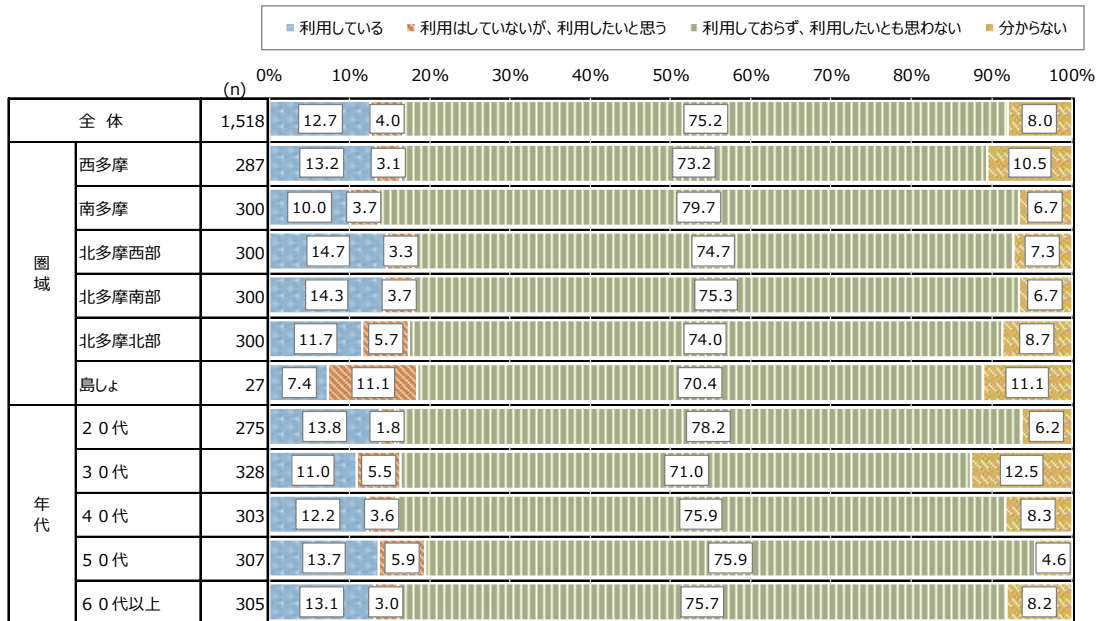 利用している 利用はしていないが、利用したいと思う 利用しておらず、利用したいとも思わない 分からない
0% 10% 20% 30% 40% 50% 60% 70% 80% 90% 100%
(n)
全 体 1,518 12.7 4.0 75.2 8.0
圏域
西多摩 287 13.2 3.1 73.2 10.5
南多摩 300 10.0 3.7 79.7 6.7
北多摩西部 300 14.7 3.3 74.7 7.3
北多摩南部 300 14.3 3.7 75.3 6.7
北多摩北部 300 11.7 5.7 74.0 8.7
島しょ 27 7.4 11.1 70.4 11.1
年代
２０代 275 13.8 1.8 78.2 6.2
３０代 328 11.0 5.5 71.0 12.5
４０代 303 12.2 3.6 75.9 8.3
５０代 307 13.7 5.9 75.9 4.6
６０代以上 305 13.1 3.0 75.7 8.2